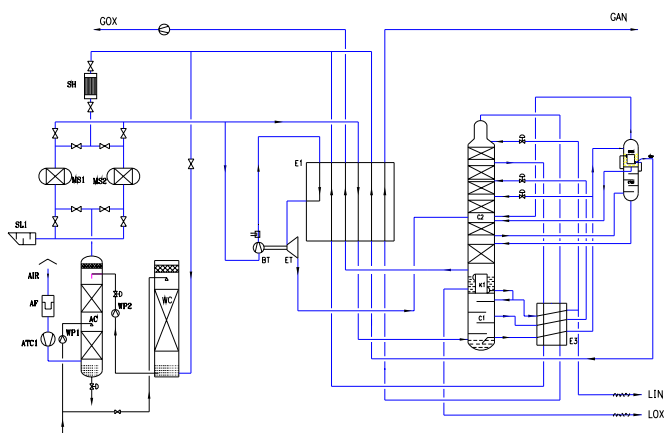 GOX
GAN
SH
MS1
MS2
E1
C2
SL1
BT
ET
AIR
K1
WC
AF
AC
WP2
WP1
C1
ATC1
E3
LIN
LOX